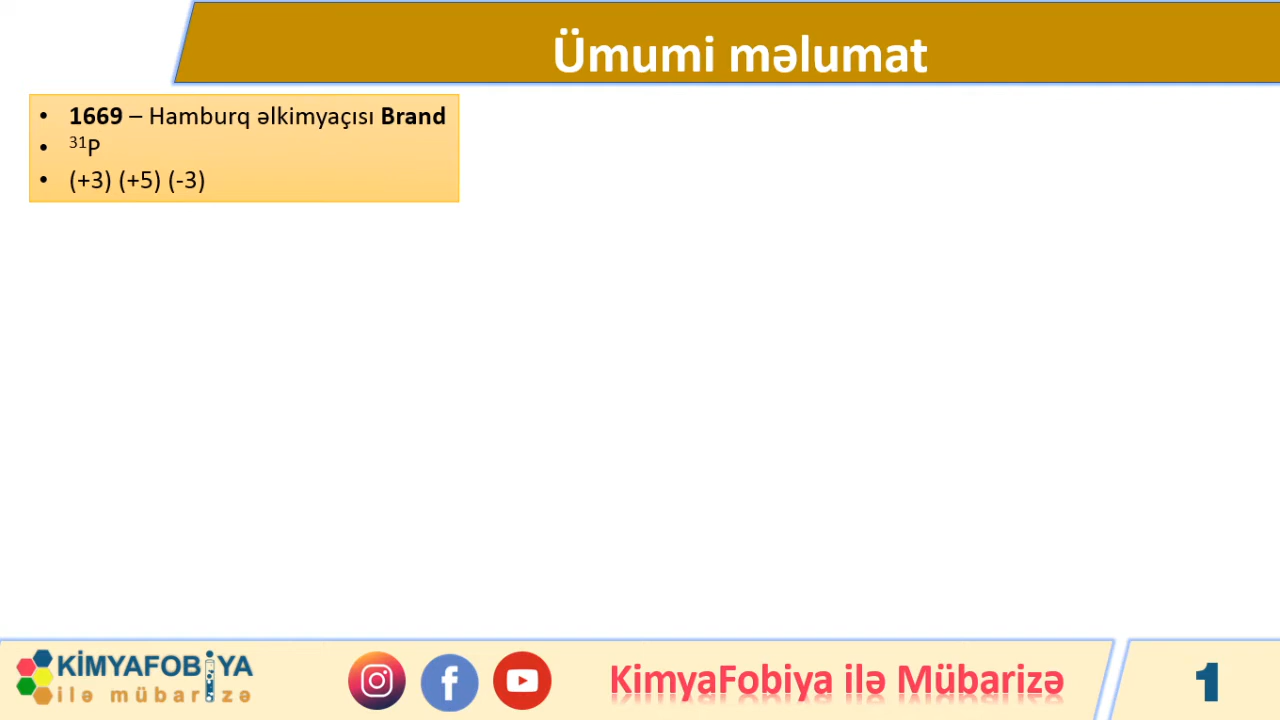 Ümumi məlumat
• 1669 – Hamburq əlkimyaçısı Brand
• ³¹P
• (+3) (+5) (-3)
KİMYAFOBİYA
ilə mübarizə
KimyaFobiya ilə Mübarizə
1